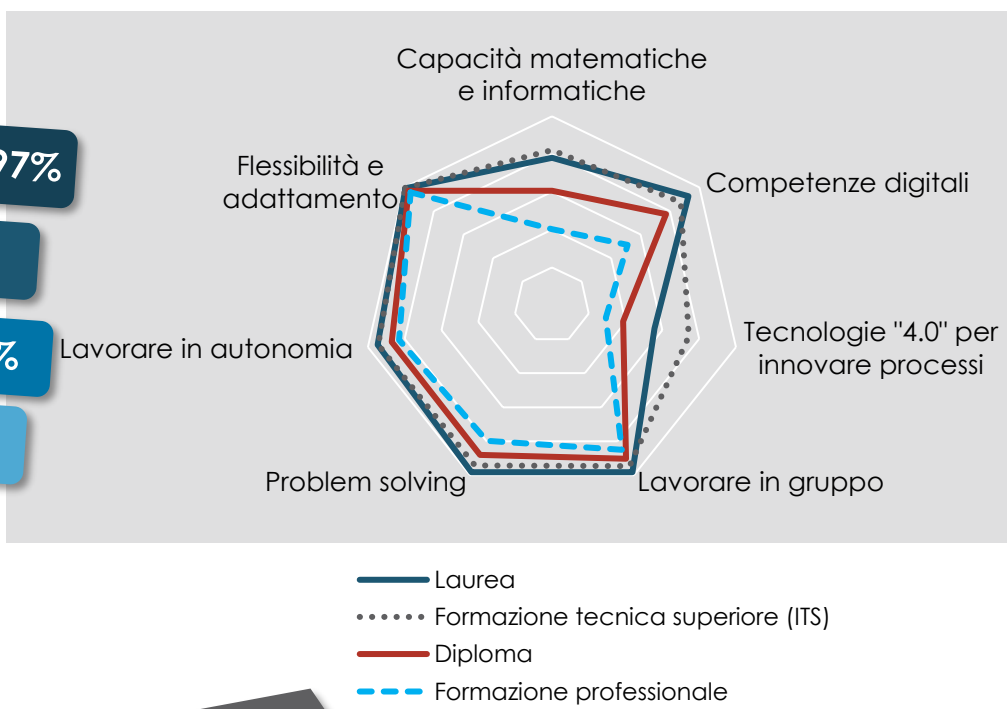 Capacità matematiche
e informatiche
97%
Flessibilità e
adattamento
Competenze digitali
%
Lavorare in autonomia
Tecnologie "4.0" per
innovare processi
Problem solving
Lavorare in gruppo
Laurea
Formazione tecnica superiore (ITS)
Diploma
Formazione professionale